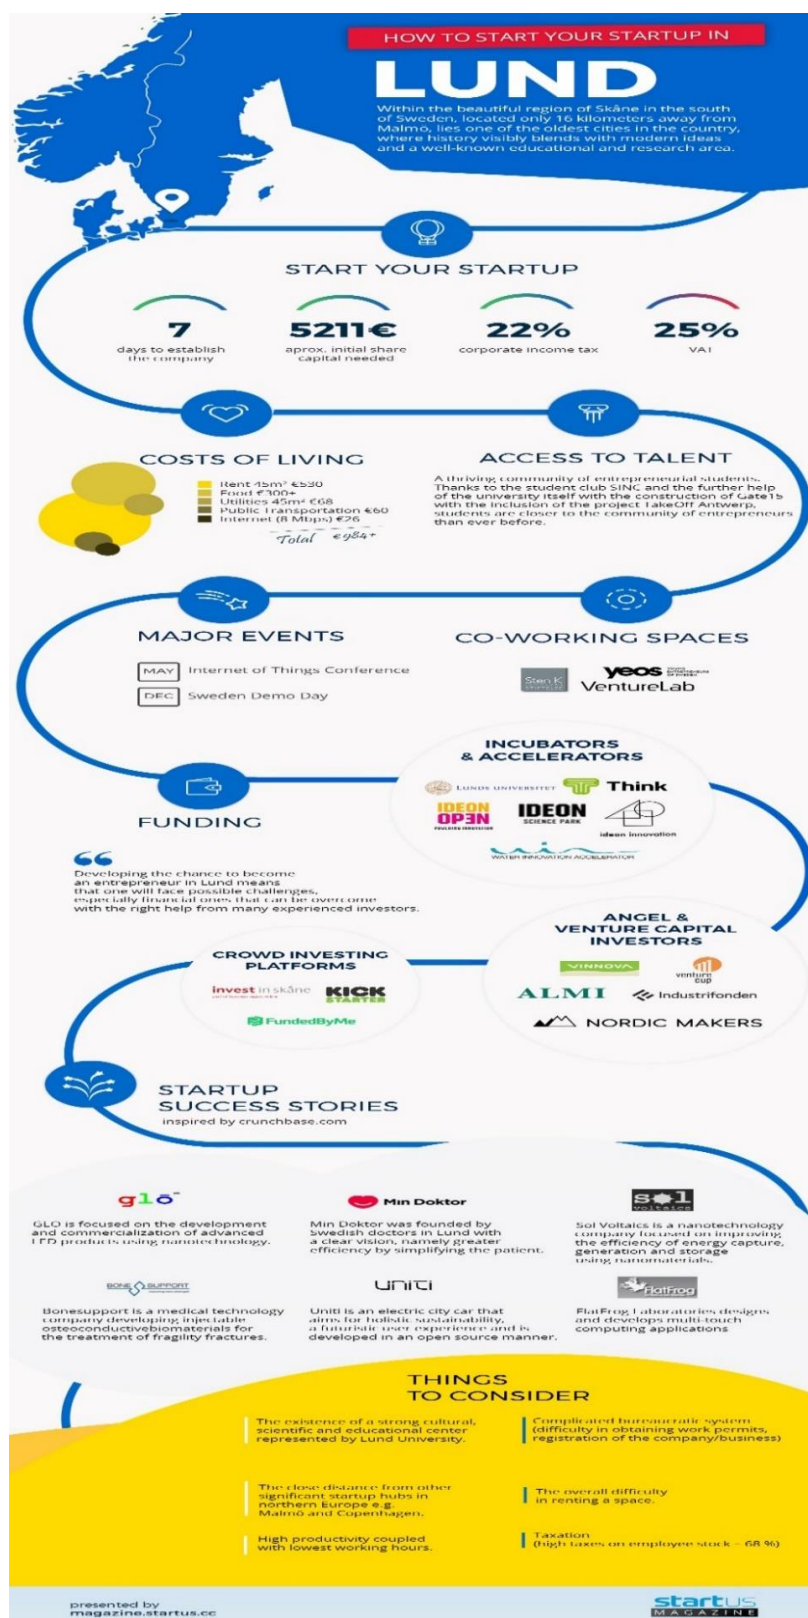 HOW TO START YOUR STARTUP IN
LUND
Within the beautiful region of Skåne in the south
of Sweden, located only 16 kilometers away from
Malmö, lies one of the oldest cities in the country,
where history visibly blends with modern ideas
and a well-known educational and research area.
START YOUR STARTUP
7
days to establish
the company
5211€
aprox. initial share
capital needed
22%
corporate income tax
25%
VAT
COSTS OF LIVING
Rent 45m² €530
Food €300+
Utilities 45m² €68
Public Transportation €60
Internet (8 Mbps) €26
Total €984+
ACCESS TO TALENT
A thriving community of entrepreneurial students.
Thanks to the student club SINC and the further help
of the university itself with the construction of Gate15
with the inclusion of the project TakeOff Antwerp,
students are closer to the community of entrepreneurs
than ever before.
MAJOR EVENTS
MAY Internet of Things Conference
DEC Sweden Demo Day
CO-WORKING SPACES
Sten K
yeos
VentureLab
INCUBATORS
& ACCELERATORS
LUNDS UNIVERSITET
Think
IDEON
OP3N
IDEON
SCIENCE PARK
ideon innovation
win
WATER INNOVATION ACCELERATOR
FUNDING
Developing the chance to become
an entrepreneur in Lund means
that one will face possible challenges,
especially financial ones that can be overcome
with the right help from many experienced investors.
CROWD INVESTING
PLATFORMS
invest in skåne
KICK
STARTER
FundedByMe
ANGEL &
VENTURE CAPITAL
INVESTORS
VINNOVA
venture
cup
ALMI
Industrifonden
NORDIC MAKERS
STARTUP
SUCCESS STORIES
inspired by crunchbase.com
glō
GLO is focused on the development
and commercialization of advanced
LED products using nanotechnology.
Min Doktor
Min Doktor was founded by
Swedish doctors in Lund with
a clear vision, namely greater
efficiency by simplifying the patient.
sol
voltaics
Sol Voltaics is a nanotechnology
company focused on improving
the efficiency of energy capture,
generation and storage
using nanomaterials.
BONE SUPPORT
Bonesupport is a medical technology
company developing injectable
osteoconductivebiomaterials for
the treatment of fragility fractures.
UNITI
Uniti is an electric city car that
aims for holistic sustainability,
a futuristic user experience and is
developed in an open source manner.
FlatFrog
FlatFrog Laboratories designs
and develops multi-touch
computing applications
THINGS
TO CONSIDER
The existence of a strong cultural,
scientific and educational center
represented by Lund University.
The close distance from other
significant startup hubs in
northern Europe e.g.
Malmö and Copenhagen.
High productivity coupled
with lowest working hours.
Complicated bureaucratic system
(difficulty in obtaining work permits,
registration of the company/business)
The overall difficulty
in renting a space.
Taxation
(high taxes on employee stock – 68 %)
presented by
magazine.startus.cc
startus
MAGAZINE